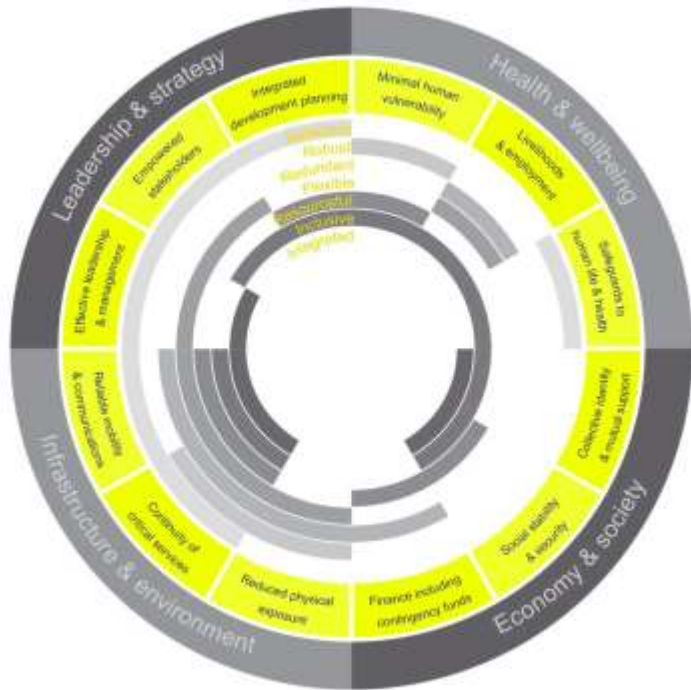 Leadership & strategy
Health & wellbeing
Economy & society
Infrastructure & environment
Minimal human
vulnerability
Livelihoods
& employment
Safeguards to
human life & health
Collective identity
& mutual support
Social stability
& security
Finance including
contingency funds
Reduced physical
exposure
Continuity of
critical services
Reliable mobility
& communications
Effective leadership
& management
Empowered
stakeholders
Integrated
development planning
Robust
Redundant
Flexible
Resourceful
Inclusive
Integrated